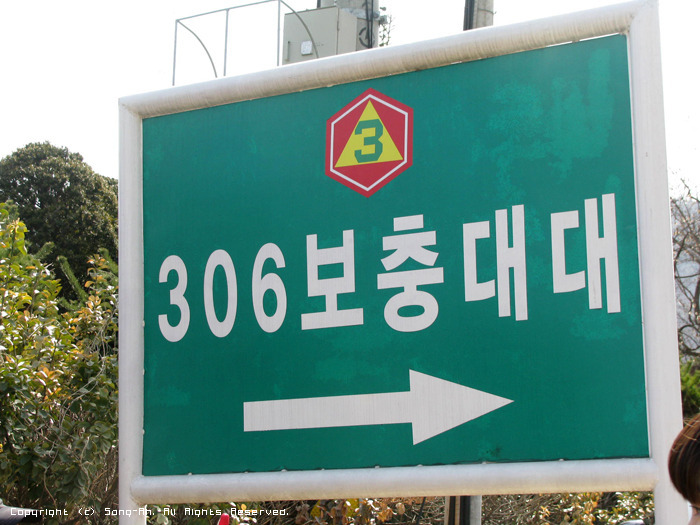 3
306보충대대
Copyright (c) Song-Ah. All Rights Reserved.